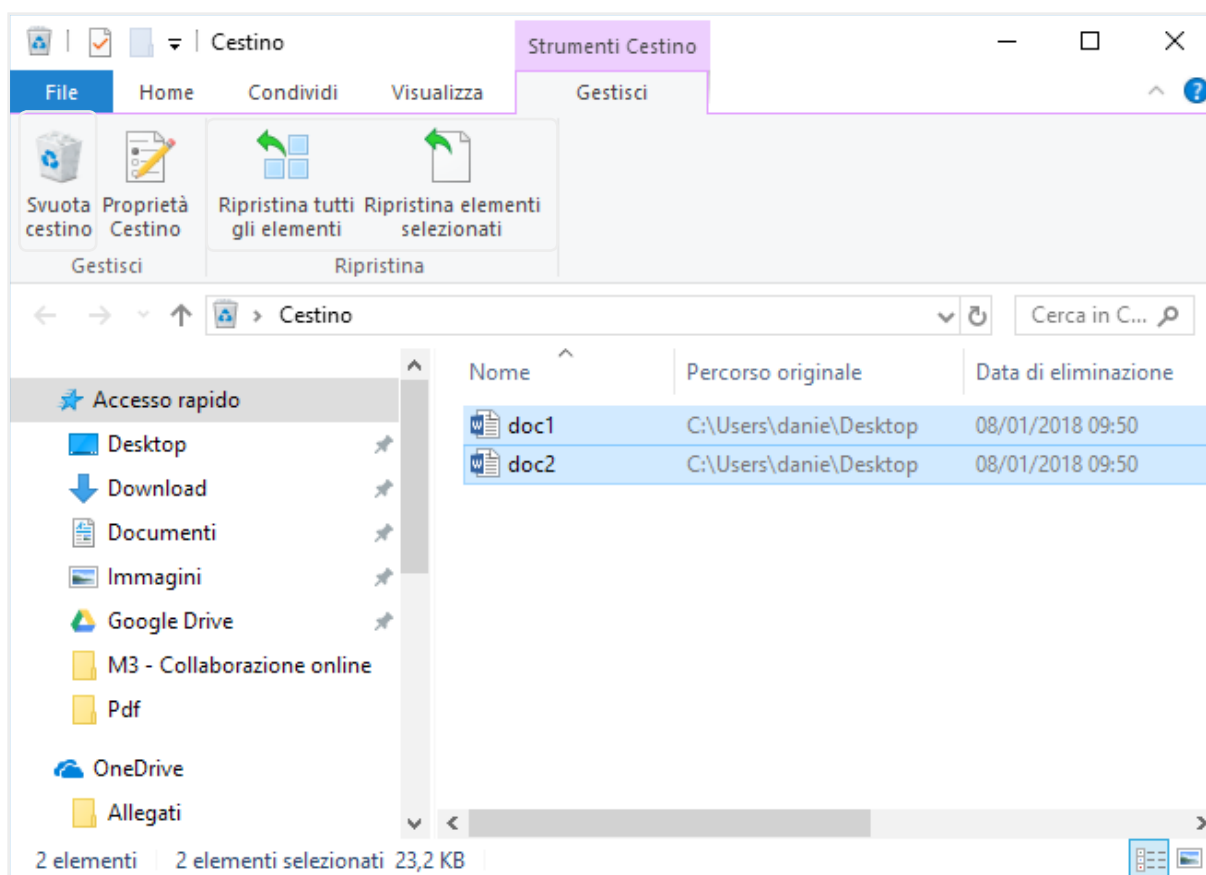 Cestino
Strumenti Cestino
File Home Condividi Visualizza Gestisci
Svuota cestino
Proprietà Cestino
Ripristina tutti gli elementi
Ripristina elementi selezionati
Gestisci
Ripristina
Cestino
Cerca in C...
Nome Percorso originale Data di eliminazione
doc1 C:\Users\danie\Desktop 08/01/2018 09:50
doc2 C:\Users\danie\Desktop 08/01/2018 09:50
Accesso rapido
Desktop
Download
Documenti
Immagini
Google Drive
M3 - Collaborazione online
Pdf
OneDrive
Allegati
2 elementi 2 elementi selezionati 23,2 KB